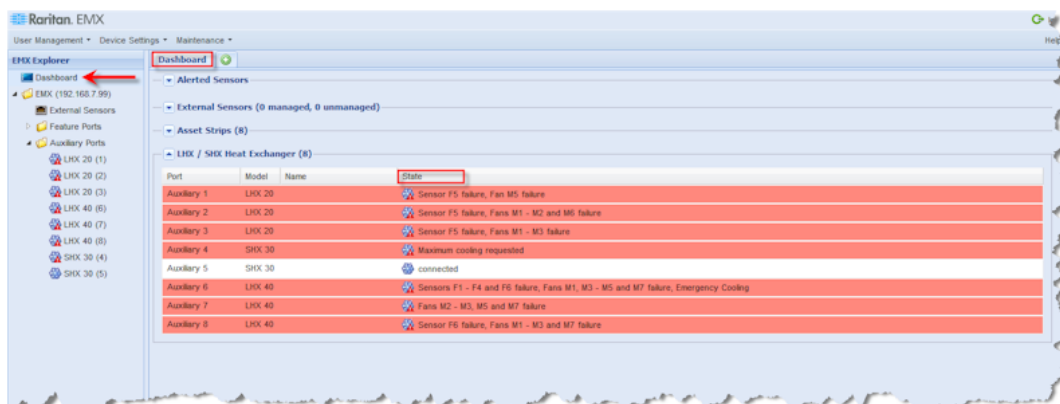 Raritan. EMX
User Management Device Settings Maintenance Help
EMX Explorer
Dashboard
EMX (192.168.7.99)
External Sensors
Feature Ports
Auxiliary Ports
LHX 20 (1)
LHX 20 (2)
LHX 20 (3)
LHX 40 (6)
LHX 40 (7)
LHX 40 (8)
SHX 30 (4)
SHX 30 (5)
Dashboard
Alerted Sensors
External Sensors (0 managed, 0 unmanaged)
Asset Strips (8)
LHX / SHX Heat Exchanger (8)
Port Model Name State
Auxiliary 1 LHX 20 Sensor F5 failure, Fan M5 failure
Auxiliary 2 LHX 20 Sensor F5 failure, Fans M1 - M2 and M6 failure
Auxiliary 3 LHX 20 Sensor F5 failure, Fans M1 - M3 failure
Auxiliary 4 SHX 30 Maximum cooling requested
Auxiliary 5 SHX 30 connected
Auxiliary 6 LHX 40 Sensors F1 - F4 and F6 failure, Fans M1, M3 - M5 and M7 failure, Emergency Cooling
Auxiliary 7 LHX 40 Fans M2 - M3, M5 and M7 failure
Auxiliary 8 LHX 40 Sensor F6 failure, Fans M1 - M3 and M7 failure